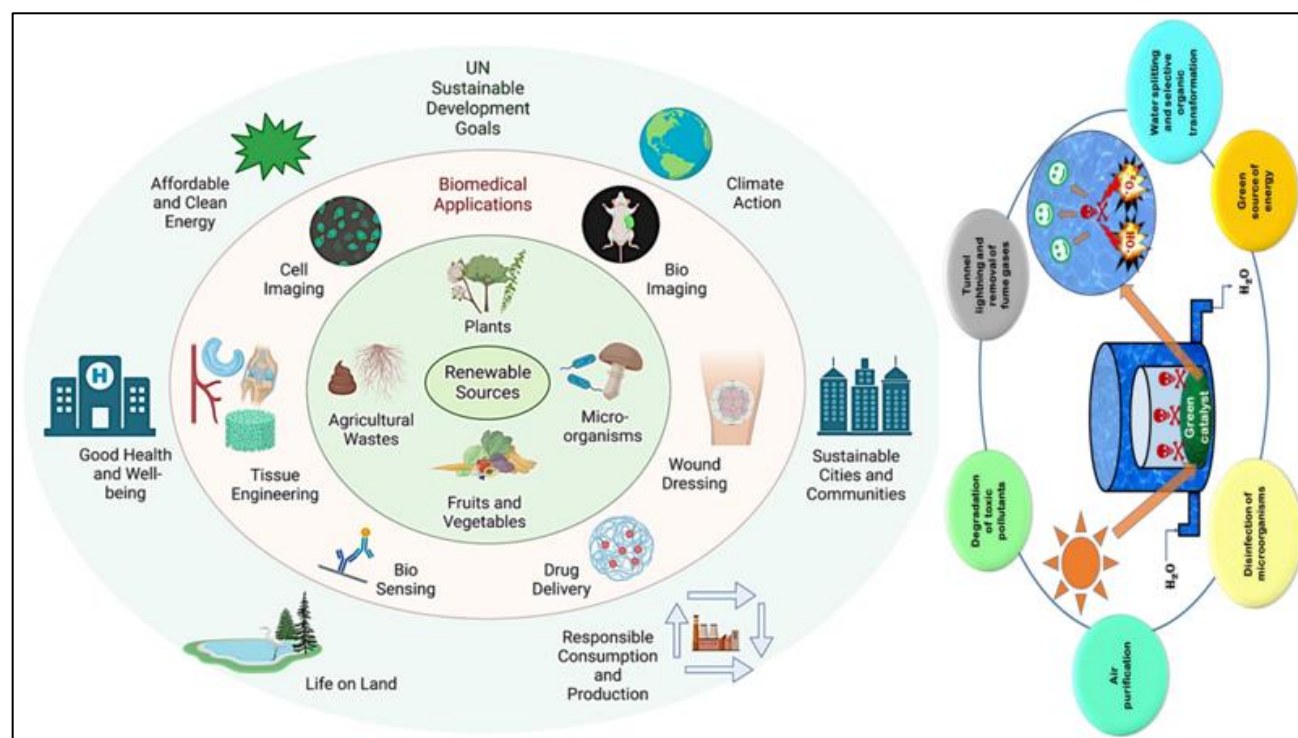 UN
Sustainable
Development
Goals
Affordable
and Clean
Energy
Climate
Action
Biomedical
Applications
Cell
Imaging
Bio
Imaging
Plants
Renewable
Sources
Agricultural
Wastes
Micro-
organisms
Fruits and
Vegetables
H
Good Health
and Well-
being
Tissue
Engineering
Wound
Dressing
Sustainable
Cities and
Communities
Bio
Sensing
Drug
Delivery
Life on Land
Responsible
Consumption
and
Production
Water splitting
and selective
organic
transformation
Green
source of
energy
Tunnel
lightning and
removal of
fume gases
HO•
H₂O
Green
catalyst
Degradation
of toxic
pollutants
H₂O
Disinfection of
microorganisms
Air
purification